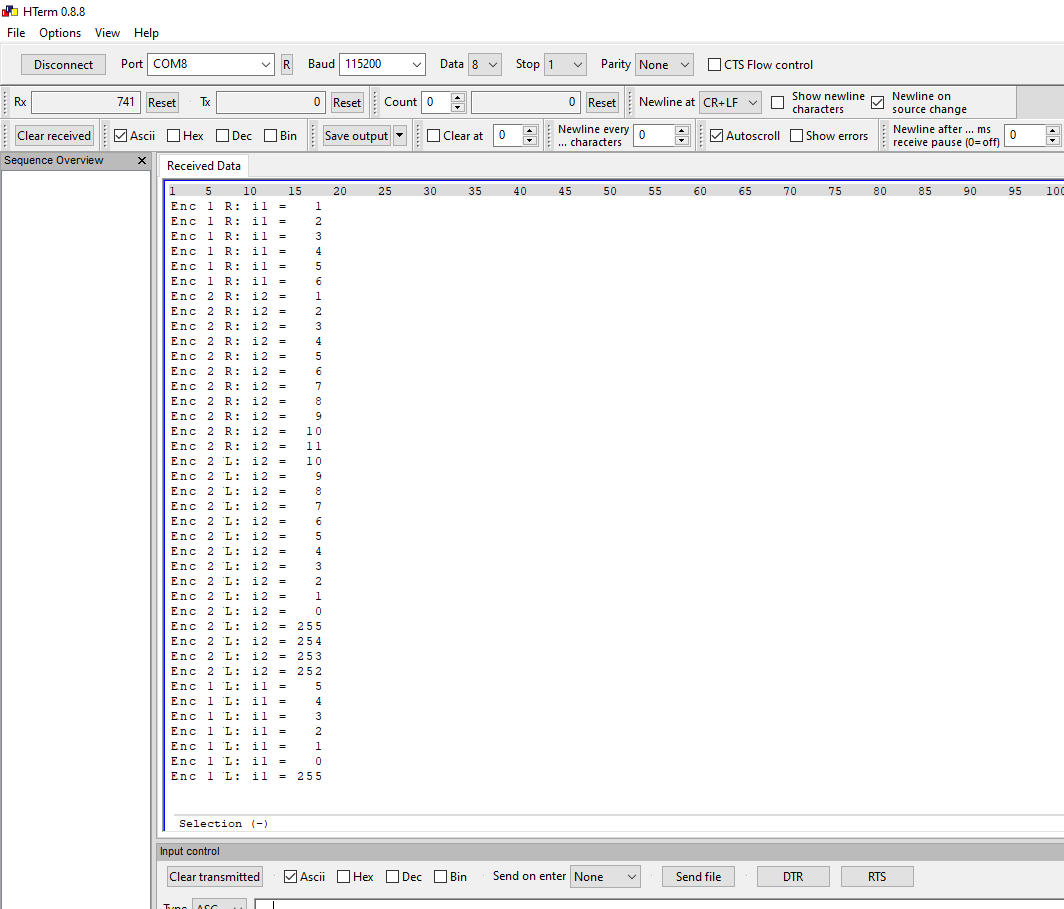 HTerm 0.8.8
File Options View Help
Disconnect Port COM8 R Baud 115200 Data 8 Stop 1 Parity None CTS Flow control
Rx 741 Reset Tx 0 Reset Count 0 0 Reset Newline at CR+LF Show newline characters Newline on source change
Clear received Ascii Hex Dec Bin Save output Clear at 0 Newline every ... characters 0 Autoscroll Show errors Newline after ... ms receive pause (0=off) 0
Sequence Overview
Received Data
1 5 10 15 20 25 30 35 40 45 50 55 60 65 70 75 80 85 90 95 100
Enc 1 R: i1 = 1
Enc 1 R: i1 = 2
Enc 1 R: i1 = 3
Enc 1 R: i1 = 4
Enc 1 R: i1 = 5
Enc 1 R: i1 = 6
Enc 2 R: i2 = 1
Enc 2 R: i2 = 2
Enc 2 R: i2 = 3
Enc 2 R: i2 = 4
Enc 2 R: i2 = 5
Enc 2 R: i2 = 6
Enc 2 R: i2 = 7
Enc 2 R: i2 = 8
Enc 2 R: i2 = 9
Enc 2 R: i2 = 10
Enc 2 R: i2 = 11
Enc 2 L: i2 = 10
Enc 2 L: i2 = 9
Enc 2 L: i2 = 8
Enc 2 L: i2 = 7
Enc 2 L: i2 = 6
Enc 2 L: i2 = 5
Enc 2 L: i2 = 4
Enc 2 L: i2 = 3
Enc 2 L: i2 = 2
Enc 2 L: i2 = 1
Enc 2 L: i2 = 0
Enc 2 L: i2 = 255
Enc 2 L: i2 = 254
Enc 2 L: i2 = 253
Enc 2 L: i2 = 252
Enc 1 L: i1 = 5
Enc 1 L: i1 = 4
Enc 1 L: i1 = 3
Enc 1 L: i1 = 2
Enc 1 L: i1 = 1
Enc 1 L: i1 = 0
Enc 1 L: i1 = 255
Selection (-)
Input control
Clear transmitted Ascii Hex Dec Bin Send on enter None Send file DTR RTS
Type ASC